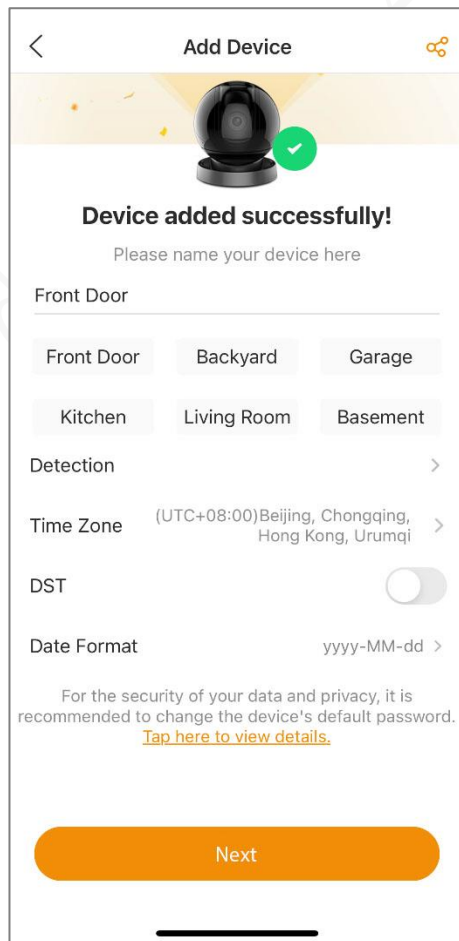 Add Device
Device added successfully!
Please name your device here
Front Door
Front Door Backyard Garage
Kitchen Living Room Basement
Detection
Time Zone (UTC+08:00)Beijing, Chongqing,
Hong Kong, Urumqi
DST
Date Format yyyy-MM-dd
For the security of your data and privacy, it is
recommended to change the device's default password.
Tap here to view details.
Next